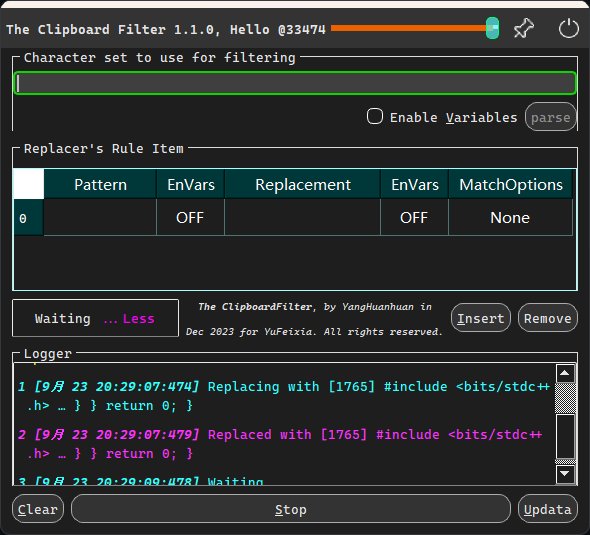 The Clipboard Filter 1.1.0, Hello @33474
Character set to use for filtering
Enable Variables parse
Replacer's Rule Item
Pattern EnVars Replacement EnVars MatchOptions
0 OFF OFF None
Waiting ...Less
The ClipboardFilter, by YangHuanhuan in
Dec 2023 for YuFeixia. All rights reserved.
Insert Remove
Logger
1 [9月 23 20:29:07:474] Replacing with [1765] #include <bits/stdc++
.h> … } } return 0; }
2 [9月 23 20:29:07:479] Replaced with [1765] #include <bits/stdc++
.h> … } } return 0; }
3 [9月 23 20:29:09:478] Waiting
Clear Stop Updata